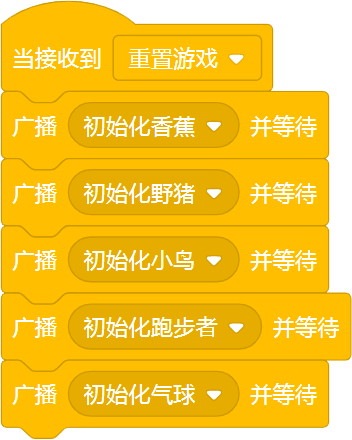 当接收到 重置游戏
广播 初始化香蕉 并等待
广播 初始化野猪 并等待
广播 初始化小鸟 并等待
广播 初始化跑步者 并等待
广播 初始化气球 并等待